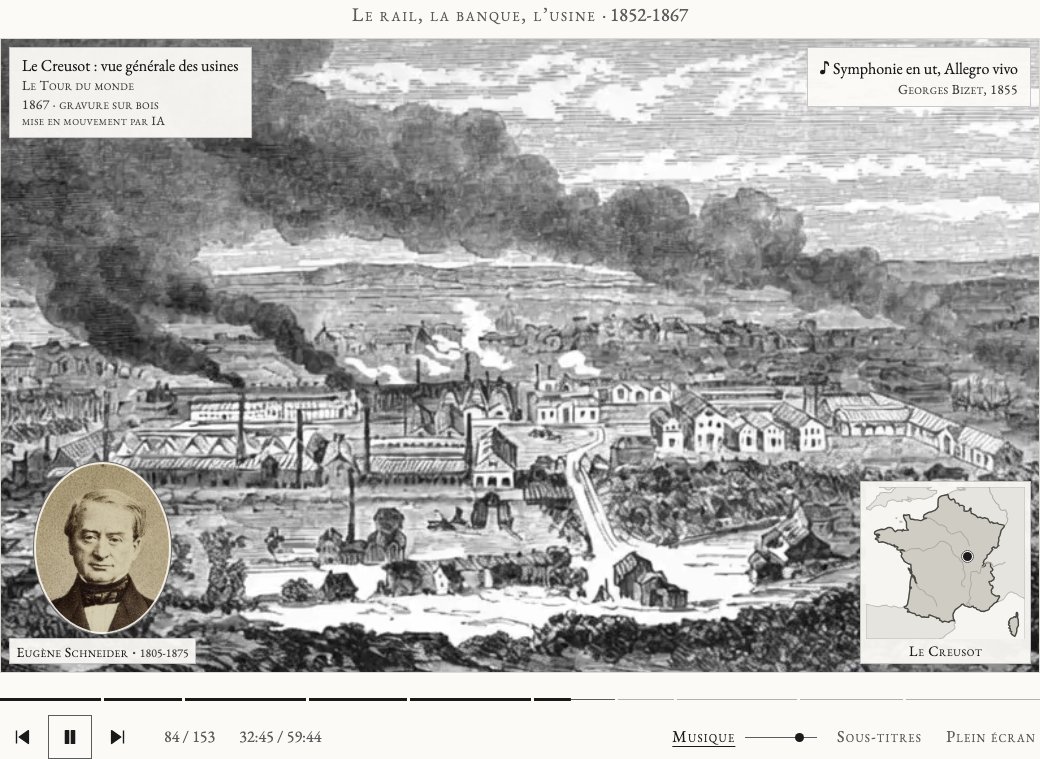 Le rail, la banque, l'usine · 1852-1867
Le Creusot : vue générale des usines
Le Tour du monde
1867 · gravure sur bois
mise en mouvement par IA
♪ Symphonie en ut, Allegro vivo
Georges Bizet, 1855
Eugène Schneider · 1805-1875
Le Creusot
84 / 153
32:45 / 59:44
Musique
Sous-titres
Plein écran